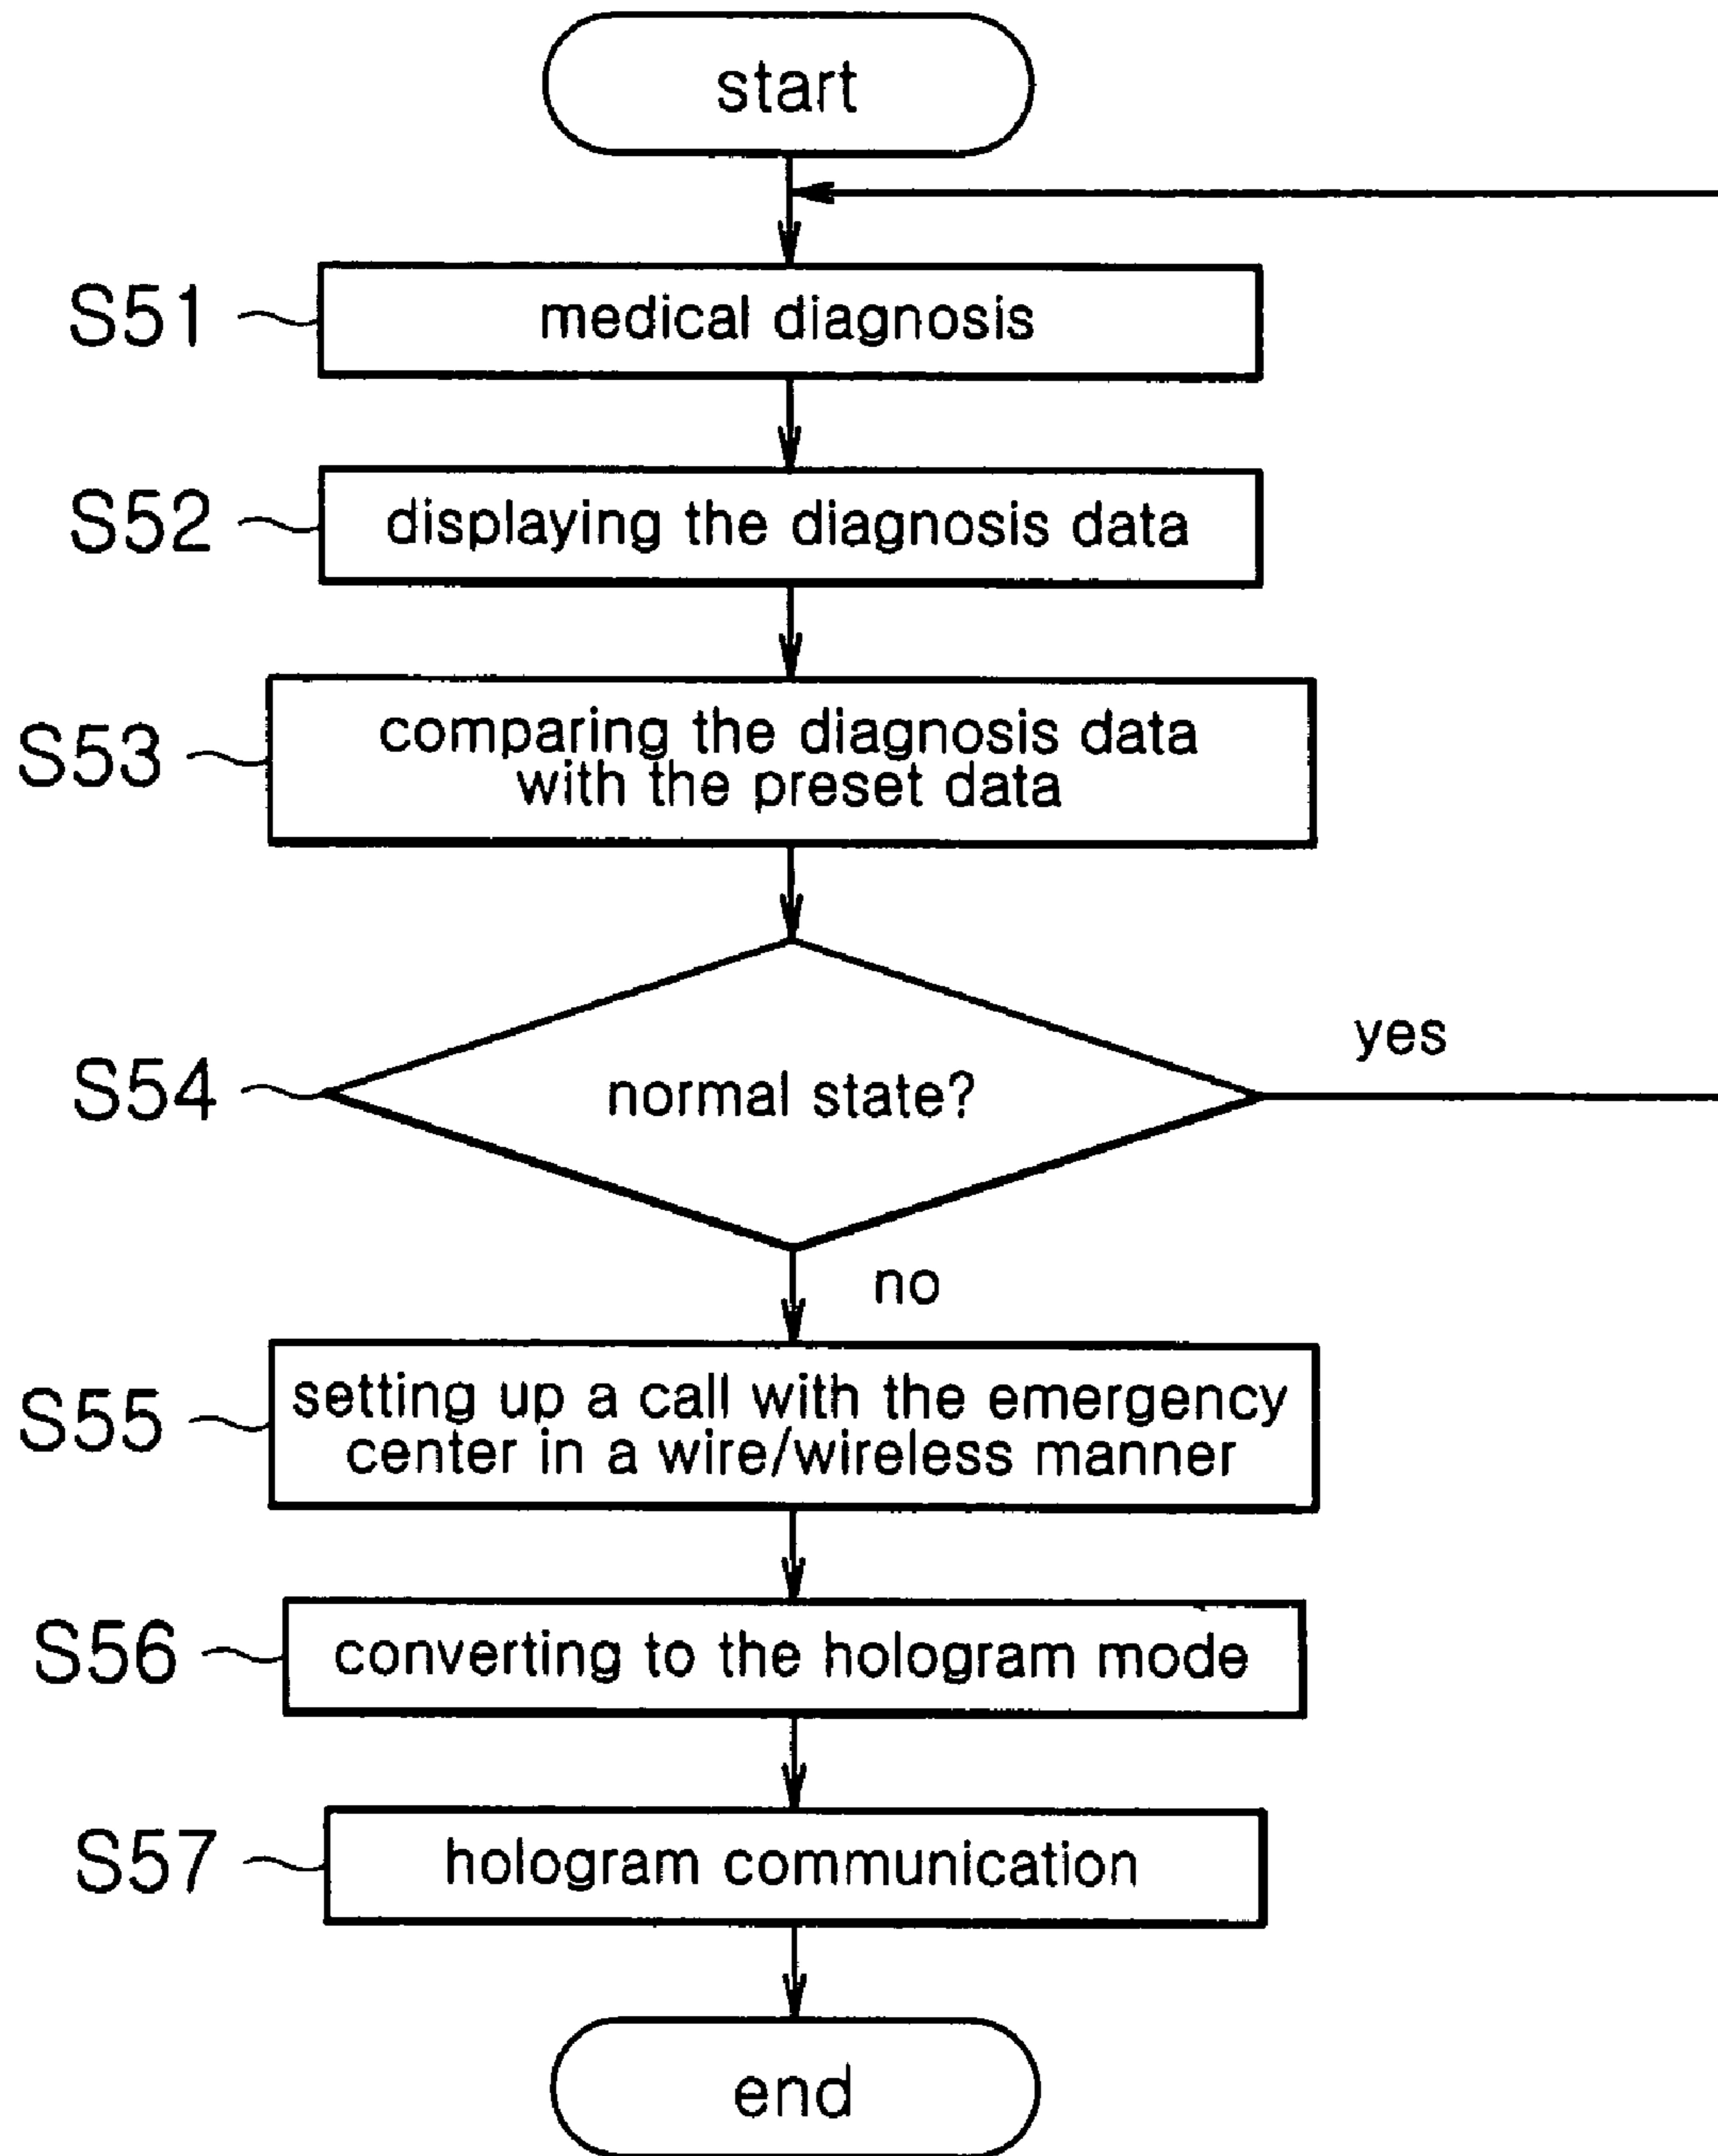 start
S51
medical diagnosis
S52
displaying the diagnosis data
S53
comparing the diagnosis data
with the preset data
S54
normal state?
yes
no
S55
setting up a call with the emergency
center in a wire/wireless manner
S56
converting to the hologram mode
S57
hologram communication
end